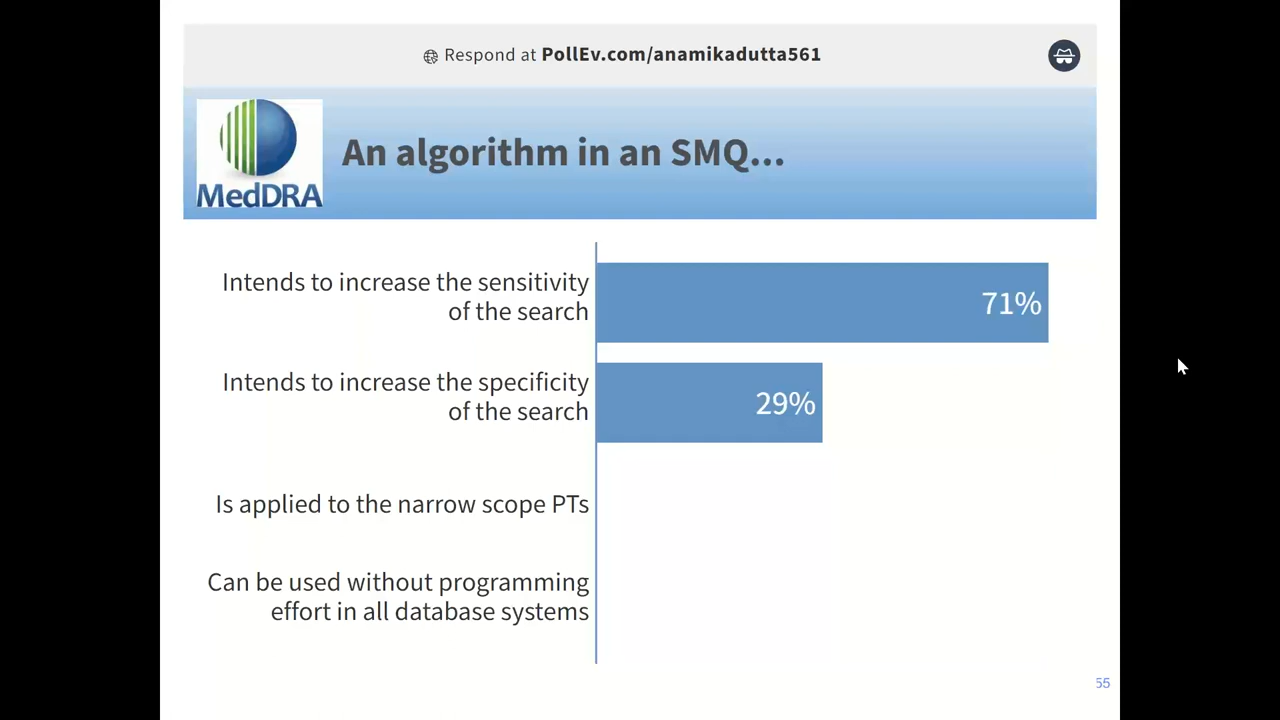 Respond at PollEv.com/anamikadutta561
MedDRA
An algorithm in an SMQ...
Intends to increase the sensitivity
of the search
71%
Intends to increase the specificity
of the search
29%
Is applied to the narrow scope PTs
Can be used without programming
effort in all database systems
55